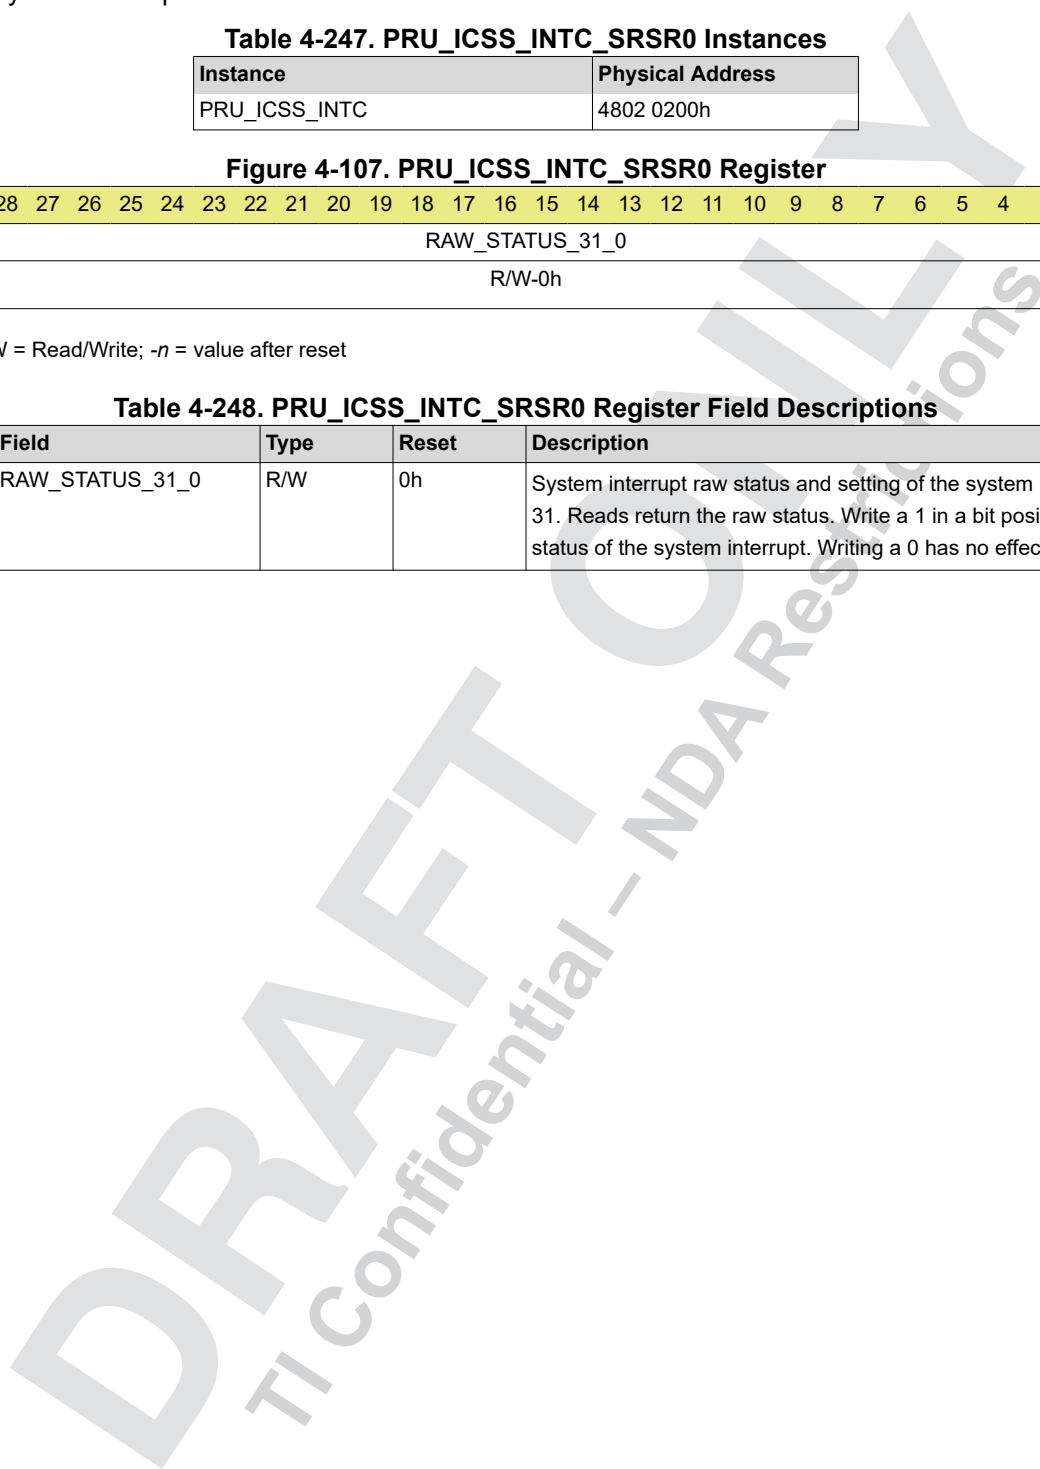 Table 4-247. PRU_ICSS_INTC_SRSR0 Instances
Instance Physical Address
PRU_ICSS_INTC 4802 0200h
Figure 4-107. PRU_ICSS_INTC_SRSR0 Register
28 27 26 25 24 23 22 21 20 19 18 17 16 15 14 13 12 11 10 9 8 7 6 5 4
RAW_STATUS_31_0
R/W-0h
= Read/Write; -n = value after reset
Table 4-248. PRU_ICSS_INTC_SRSR0 Register Field Descriptions
Field Type Reset Description
RAW_STATUS_31_0 R/W 0h System interrupt raw status and setting of the system
31. Reads return the raw status. Write a 1 in a bit posi
status of the system interrupt. Writing a 0 has no effec
DRAFT ONLY
TI Confidential – NDA Restrictions